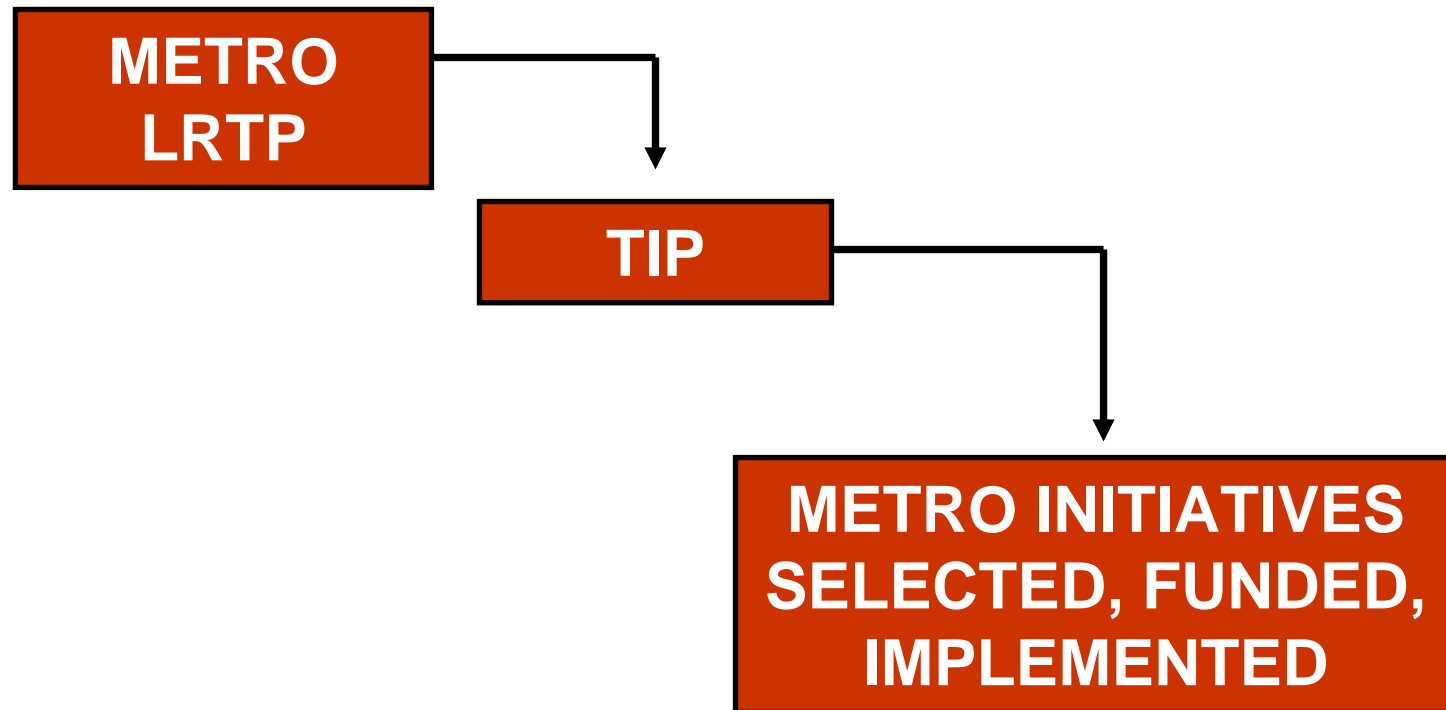 METRO
LRTP
TIP
METRO INITIATIVES
SELECTED, FUNDED,
IMPLEMENTED